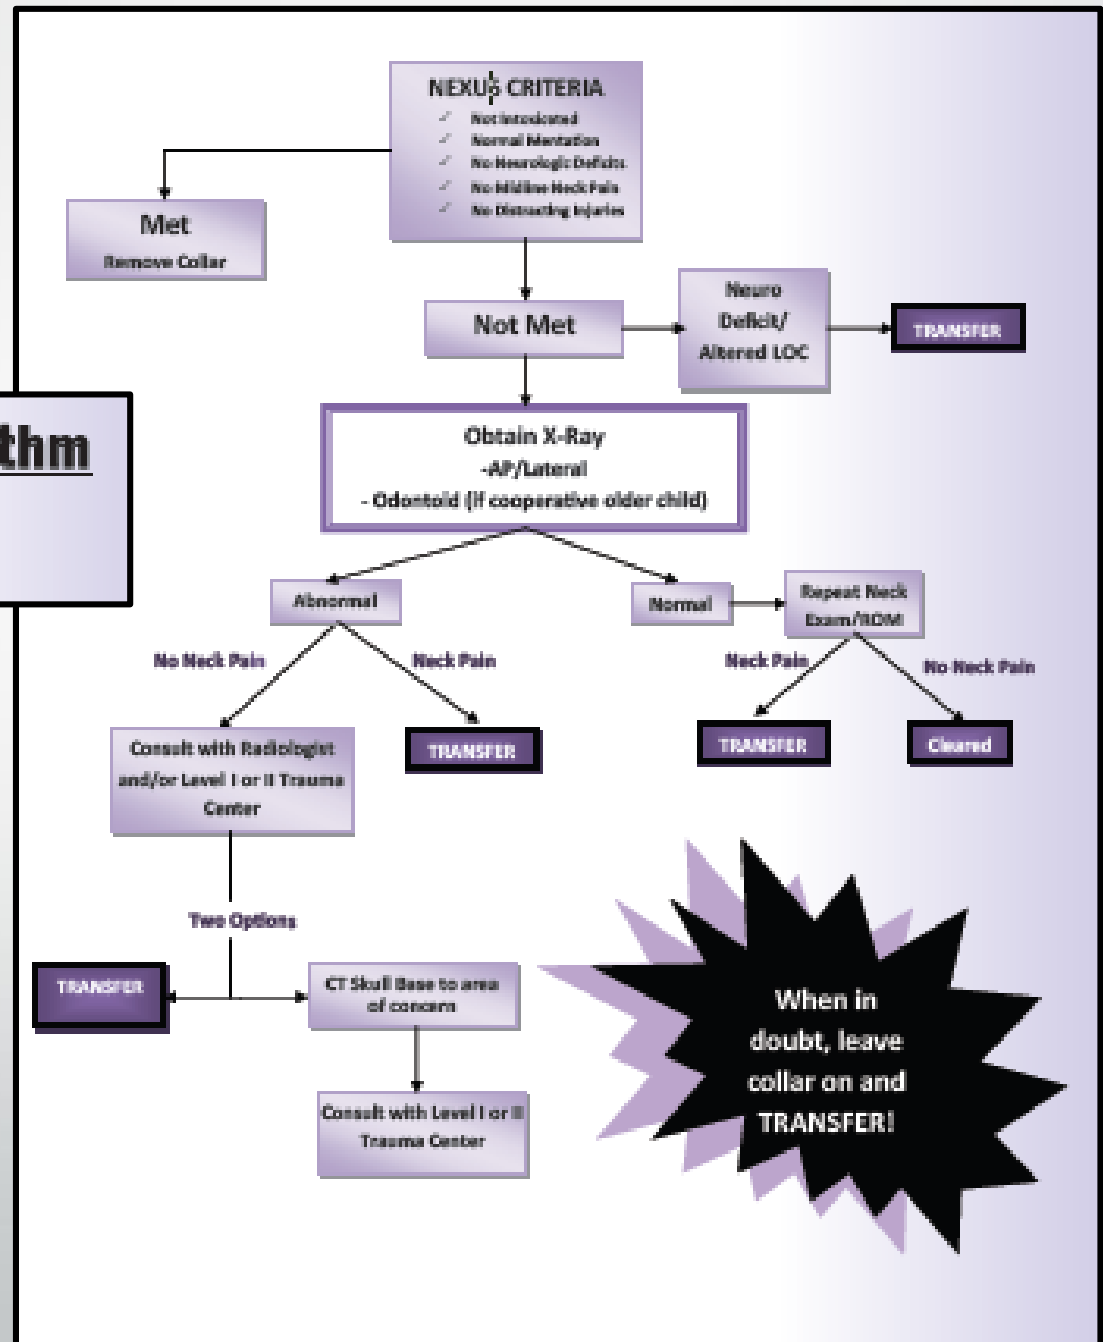 NEXUS CRITERIA
✓ Not Intoxicated
✓ Normal Mentation
✓ No Neurologic Deficits
✓ No Midline Neck Pain
✓ No Distracting Injuries
Met
Remove Collar
Not Met
Neuro
Deficit/
Altered LOC
TRANSFER
thm
Obtain X-Ray
-AP/Lateral
- Odontoid (if cooperative older child)
Abnormal
Normal
Repeat Neck
Exam/ROM
No Neck Pain
Neck Pain
Neck Pain
No Neck Pain
Consult with Radiologist
and/or Level I or II Trauma
Center
TRANSFER
TRANSFER
Cleared
Two Options
TRANSFER
CT Skull Base to area
of concern
Consult with Level I or II
Trauma Center
When in
doubt, leave
collar on and
TRANSFER!